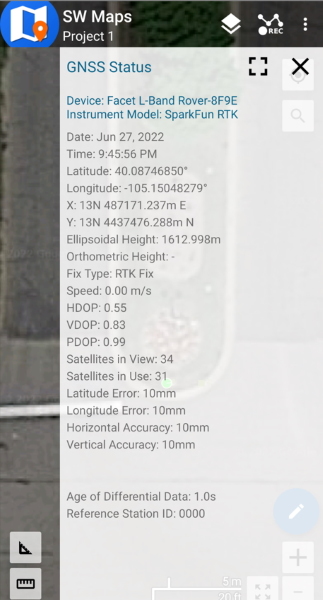 SW Maps
Project 1
REC
GNSS Status
Device: Facet L-Band Rover-8F9E
Instrument Model: SparkFun RTK
Date: Jun 27, 2022
Time: 9:45:56 PM
Latitude: 40.08746850°
Longitude: -105.15048279°
X: 13N 487171.237m E
Y: 13N 4437476.288m N
Ellipsoidal Height: 1612.998m
Orthometric Height: -
Fix Type: RTK Fix
Speed: 0.00 m/s
HDOP: 0.55
VDOP: 0.83
PDOP: 0.99
Satellites in View: 34
Satellites in Use: 31
Latitude Error: 10mm
Longitude Error: 10mm
Horizontal Accuracy: 10mm
Vertical Accuracy: 10mm
Age of Differential Data: 1.0s
Reference Station ID: 0000
5 m
20 ft